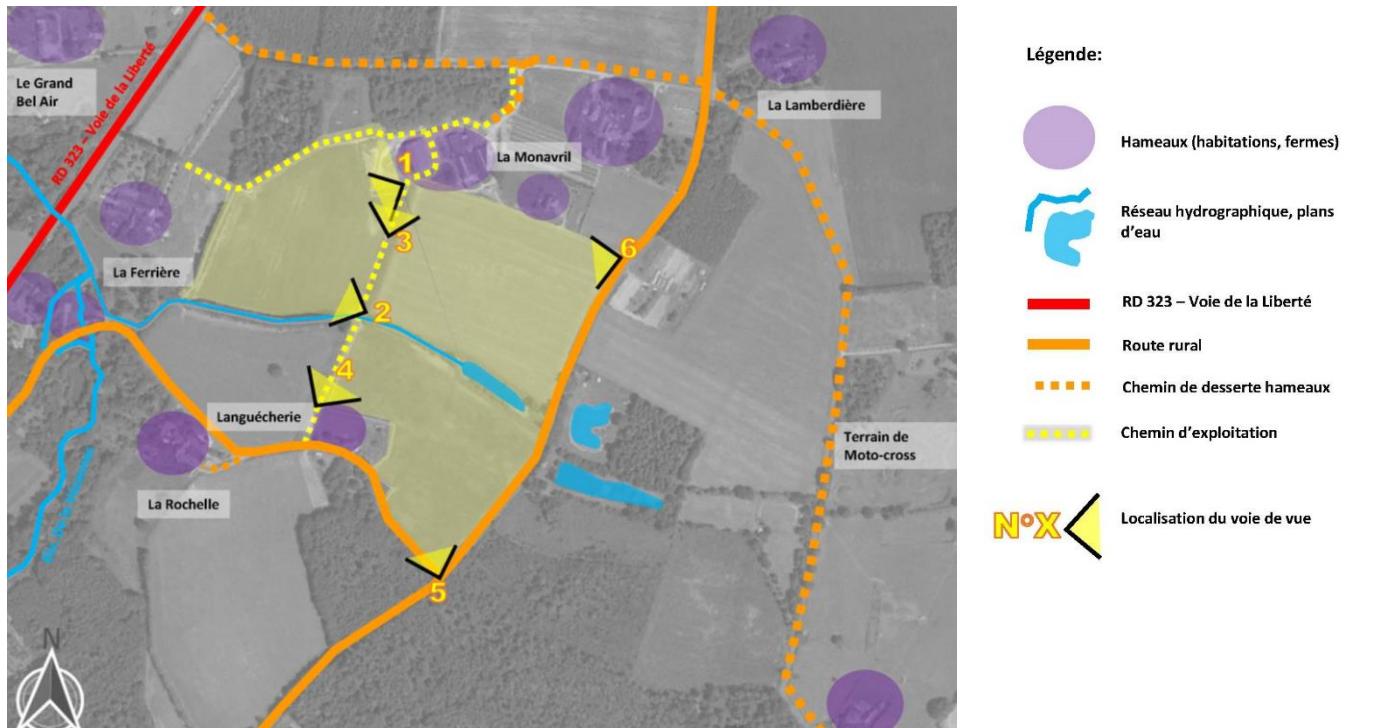 Le Grand
Bel Air
RD 323 – Voie de la Liberté
La Lamberdière
La Monavril
1
3
6
La Ferrière
2
4
Languécherie
Terrain de
Moto-cross
La Rochelle
5
N
Légende:
Hameaux (habitations, fermes)
Réseau hydrographique, plans
d'eau
RD 323 – Voie de la Liberté
Route rural
Chemin de desserte hameaux
Chemin d'exploitation
N°X
Localisation du voie de vue